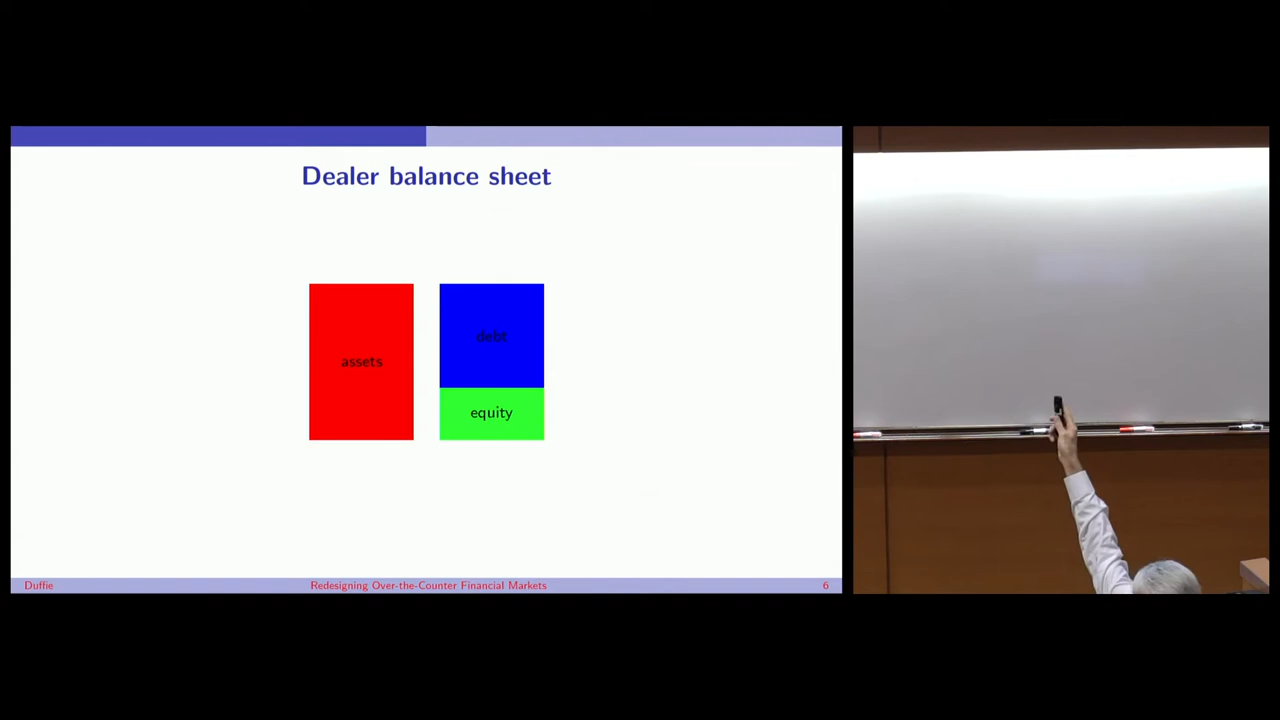 Dealer balance sheet
assets
debt
equity
Duffie
Redesigning Over-the-Counter Financial Markets
6